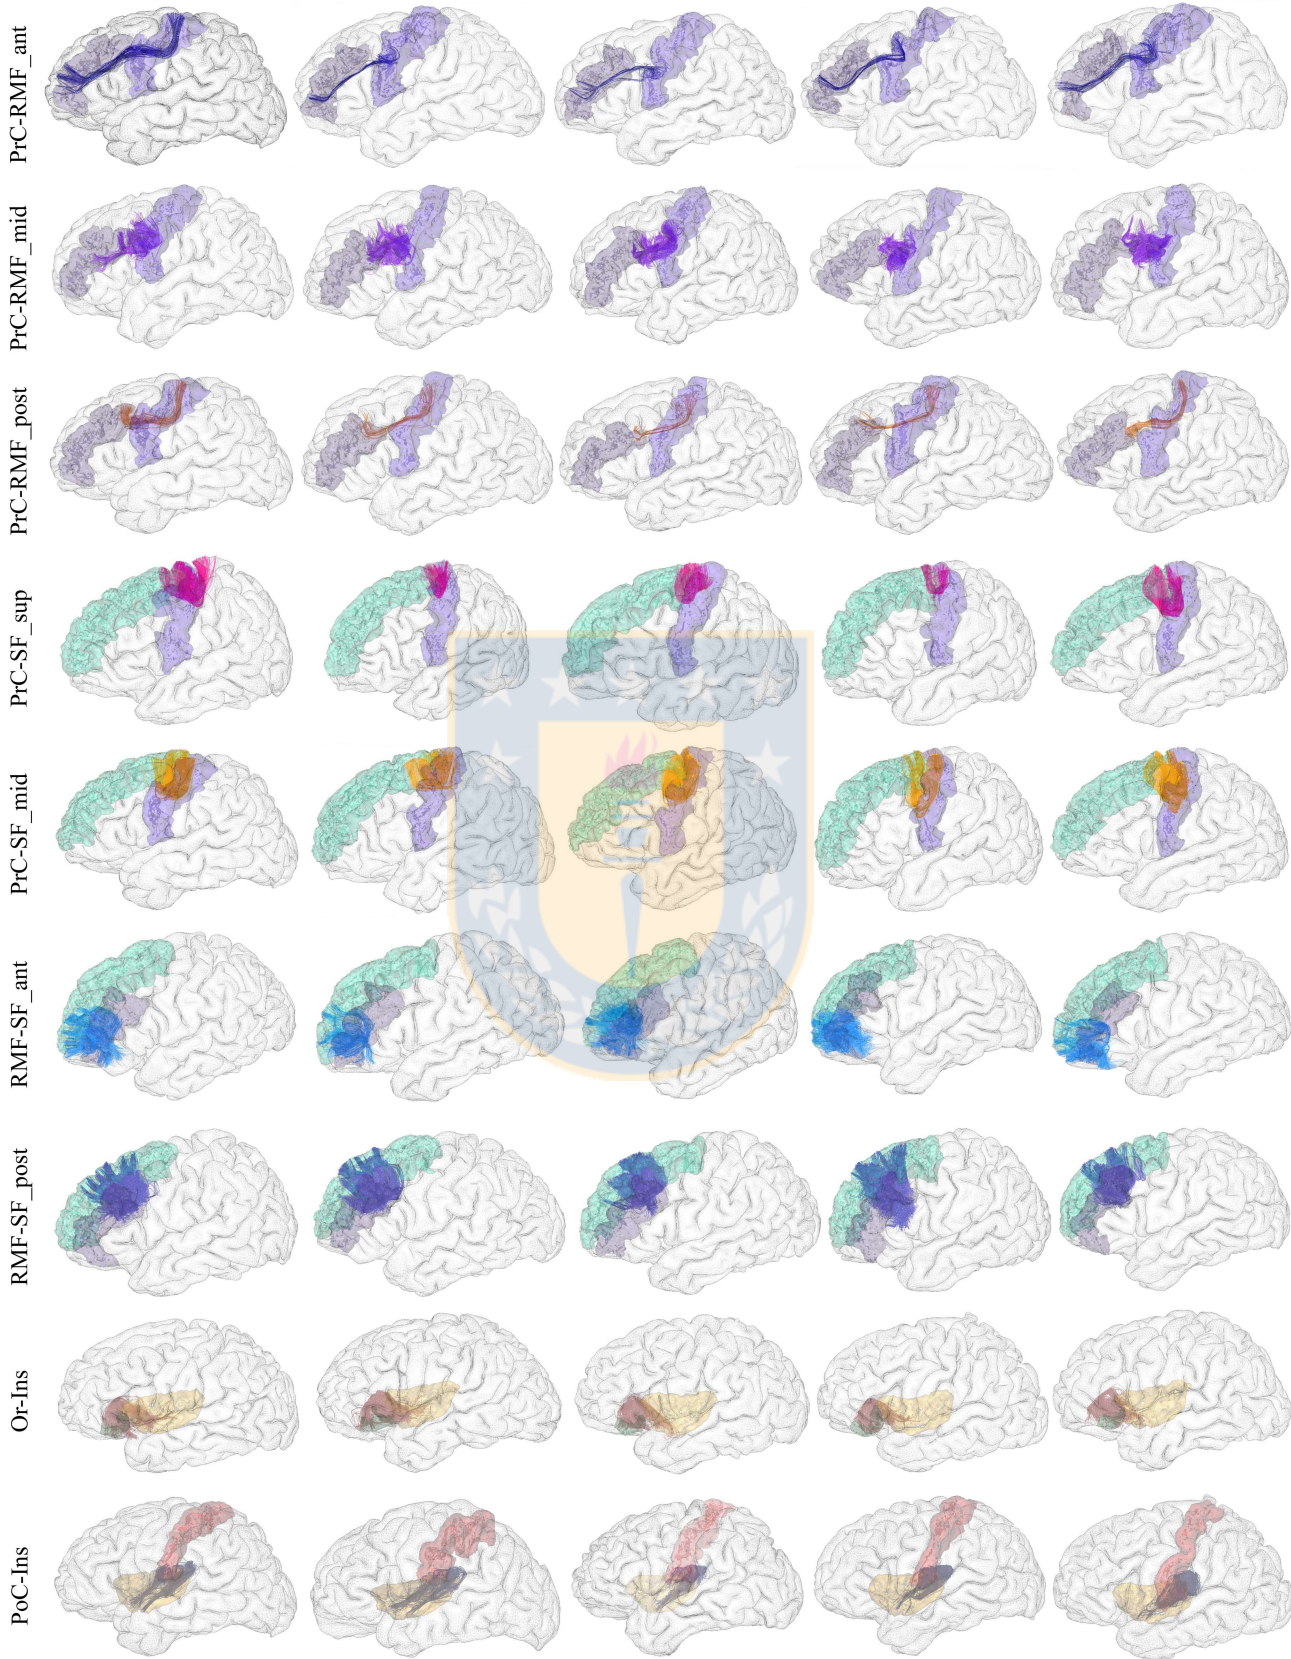 PrC-RMF_ant
PrC-RMF_mid
PrC-RMF_post
PrC-SF_sup
PrC-SF_mid
RMF-SF_ant
RMF-SF_post
Or-Ins
PoC-Ins